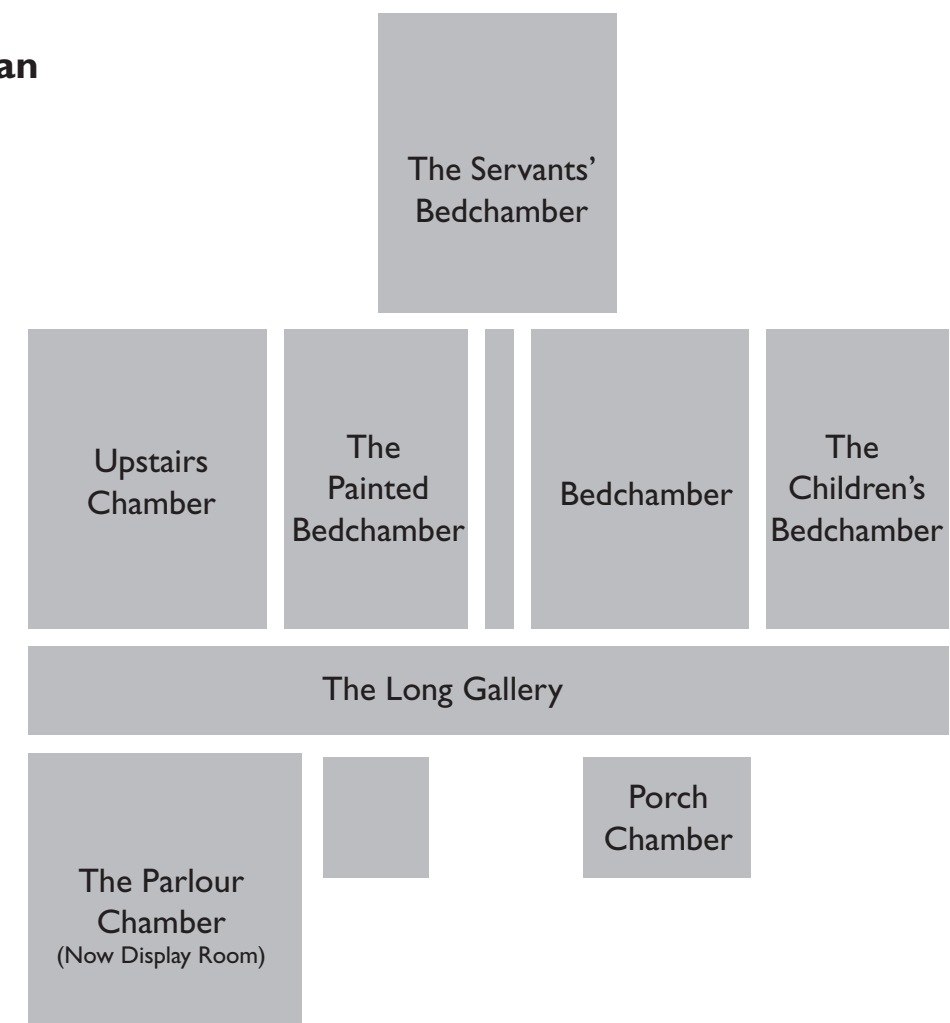 an
The Servants’
Bedchamber
Upstairs
Chamber
The
Painted
Bedchamber
Bedchamber
The
Children’s
Bedchamber
The Long Gallery
Porch
Chamber
The Parlour
Chamber
(Now Display Room)